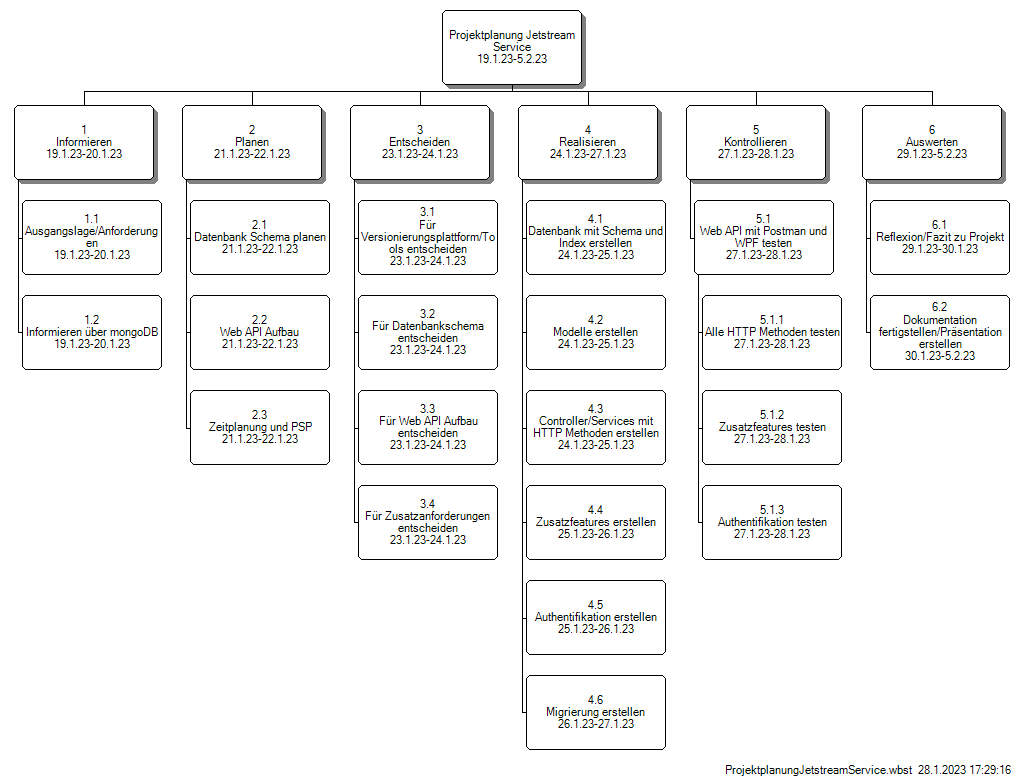 Projektplanung Jetstream
Service
19.1.23-5.2.23
1
Informieren
19.1.23-20.1.23
2
Planen
21.1.23-22.1.23
3
Entscheiden
23.1.23-24.1.23
4
Realisieren
24.1.23-27.1.23
5
Kontrollieren
27.1.23-28.1.23
6
Auswerten
29.1.23-5.2.23
1.1
Ausgangslage/Anforderung
en
19.1.23-20.1.23
1.2
Informieren über mongoDB
19.1.23-20.1.23
2.1
Datenbank Schema planen
21.1.23-22.1.23
2.2
Web API Aufbau
21.1.23-22.1.23
2.3
Zeitplanung und PSP
21.1.23-22.1.23
3.1
Für
Versionierungsplattform/To
ols entscheiden
23.1.23-24.1.23
3.2
Für Datenbankschema
entscheiden
23.1.23-24.1.23
3.3
Für Web API Aufbau
entscheiden
23.1.23-24.1.23
3.4
Für Zusatzanforderungen
entscheiden
23.1.23-24.1.23
4.1
Datenbank mit Schema und
Index erstellen
24.1.23-25.1.23
4.2
Modelle erstellen
24.1.23-25.1.23
4.3
Controller/Services mit
HTTP Methoden erstellen
24.1.23-25.1.23
4.4
Zusatzfeatures erstellen
25.1.23-26.1.23
4.5
Authentifikation erstellen
25.1.23-26.1.23
4.6
Migrierung erstellen
26.1.23-27.1.23
5.1
Web API mit Postman und
WPF testen
27.1.23-28.1.23
5.1.1
Alle HTTP Methoden testen
27.1.23-28.1.23
5.1.2
Zusatzfeatures testen
27.1.23-28.1.23
5.1.3
Authentifikation testen
27.1.23-28.1.23
6.1
Reflexion/Fazit zu Projekt
29.1.23-30.1.23
6.2
Dokumentation
fertigstellen/Präsentation
erstellen
30.1.23-5.2.23
ProjektplanungJetstreamService.wbst 28.1.2023 17:29:16